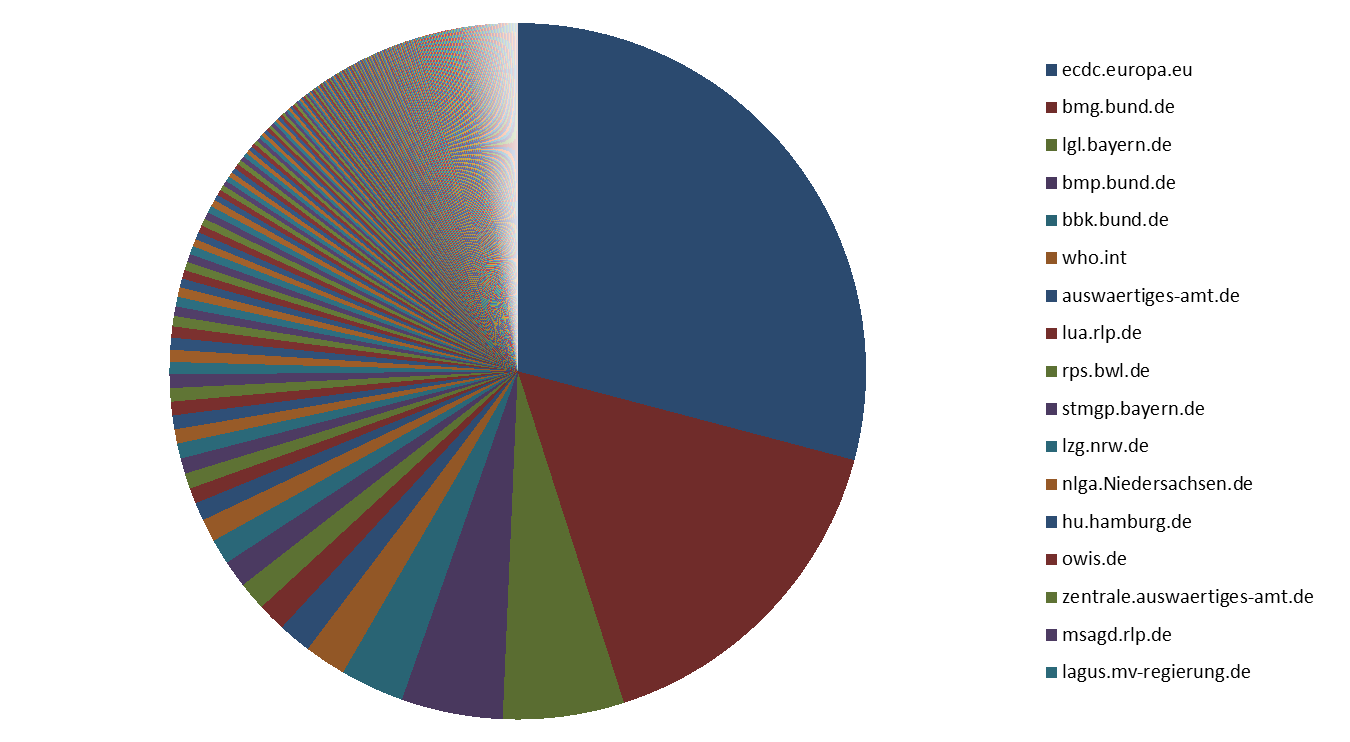 ecdc.europa.eu
bmg.bund.de
lgl.bayern.de
bmp.bund.de
bbk.bund.de
who.int
auswaertiges-amt.de
lua.rlp.de
rps.bwl.de
stmgp.bayern.de
lzg.nrw.de
nlga.Niedersachsen.de
hu.hamburg.de
owis.de
zentrale.auswaertiges-amt.de
msagd.rlp.de
lagus.mv-regierung.de